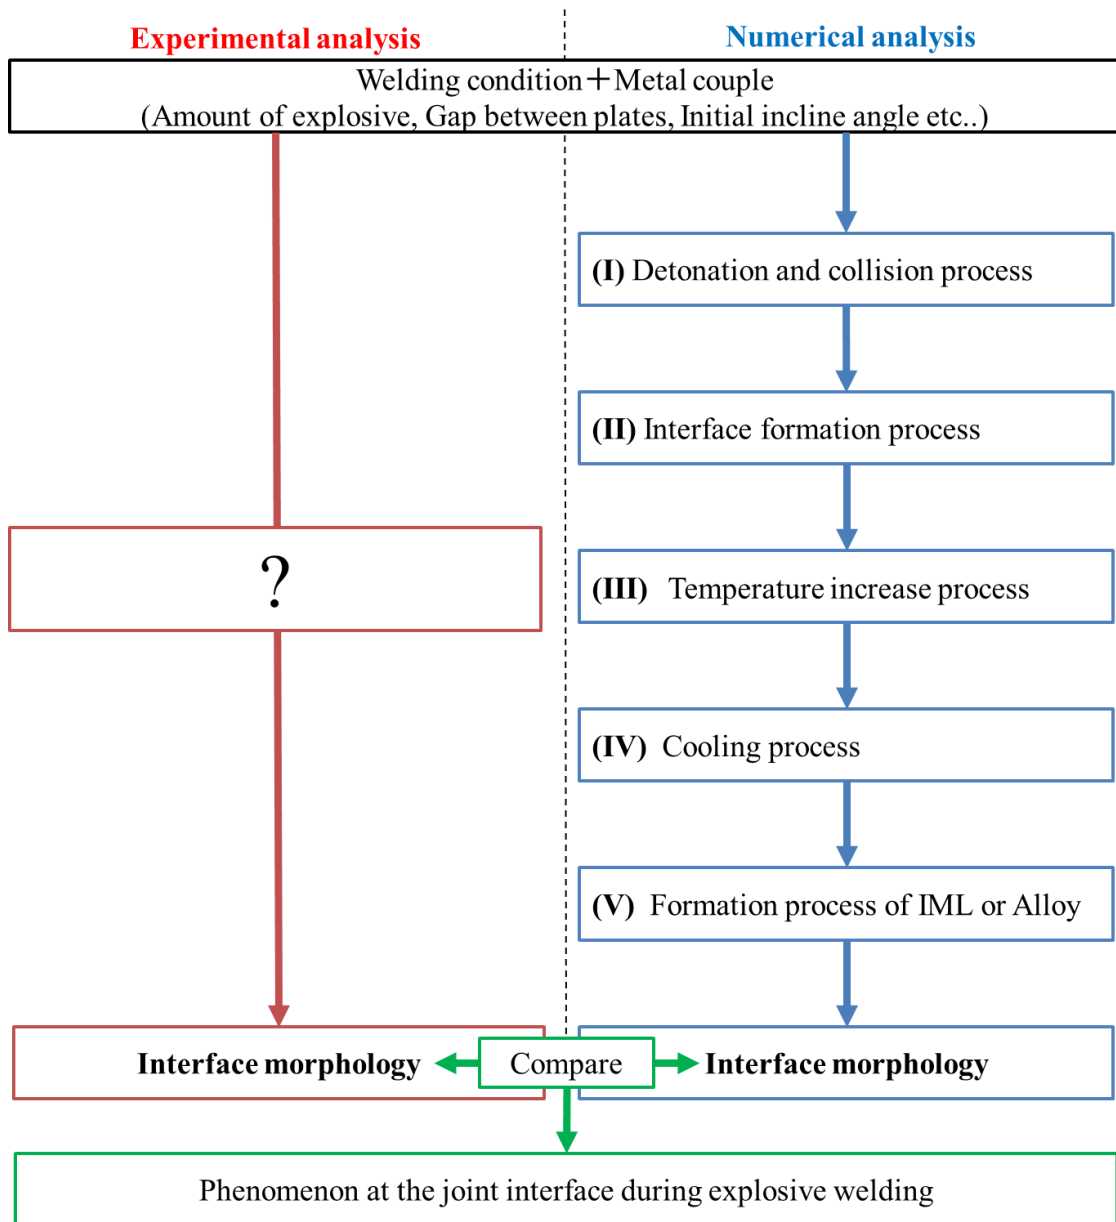 Experimental analysis
Numerical analysis
Welding condition＋Metal couple
(Amount of explosive, Gap between plates, Initial incline angle etc..)
(I) Detonation and collision process
(II) Interface formation process
?
(III) Temperature increase process
(IV) Cooling process
(V) Formation process of IML or Alloy
Interface morphology
Compare
Interface morphology
Phenomenon at the joint interface during explosive welding